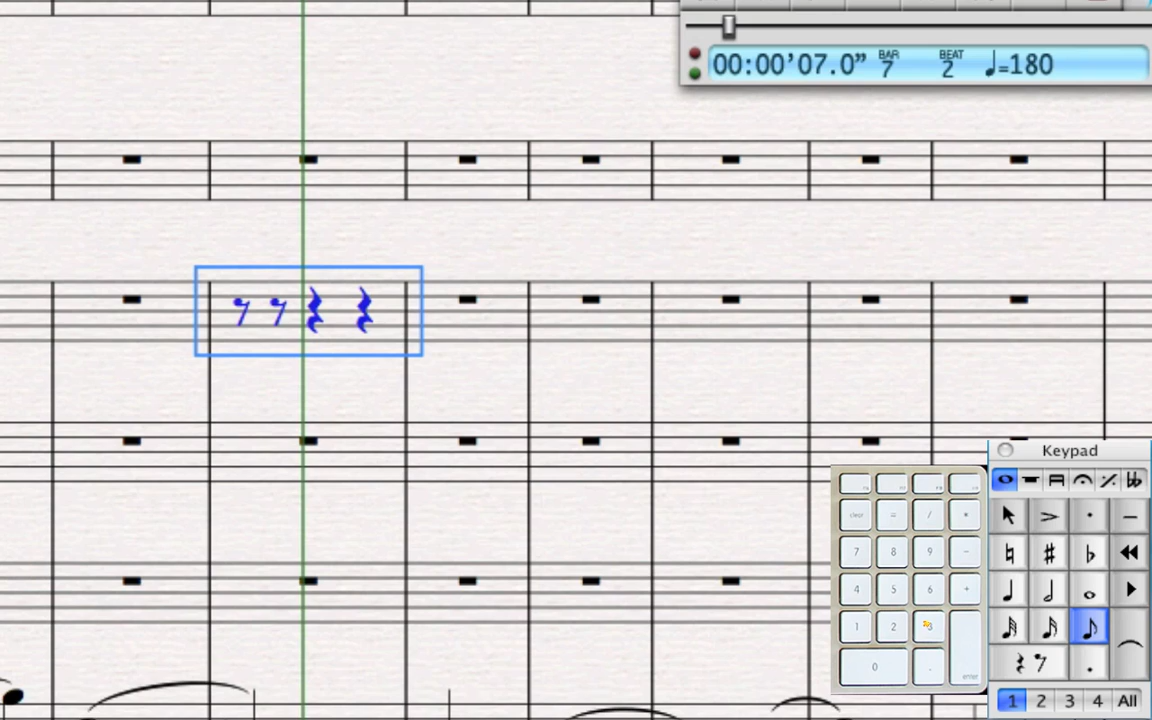 00:00'07.0” BAR 7 BEAT 2 ♩=180
Keypad
clear = / *
7 8 9 -
4 5 6 +
1 2 3
0 . enter
1 2 3 4 All